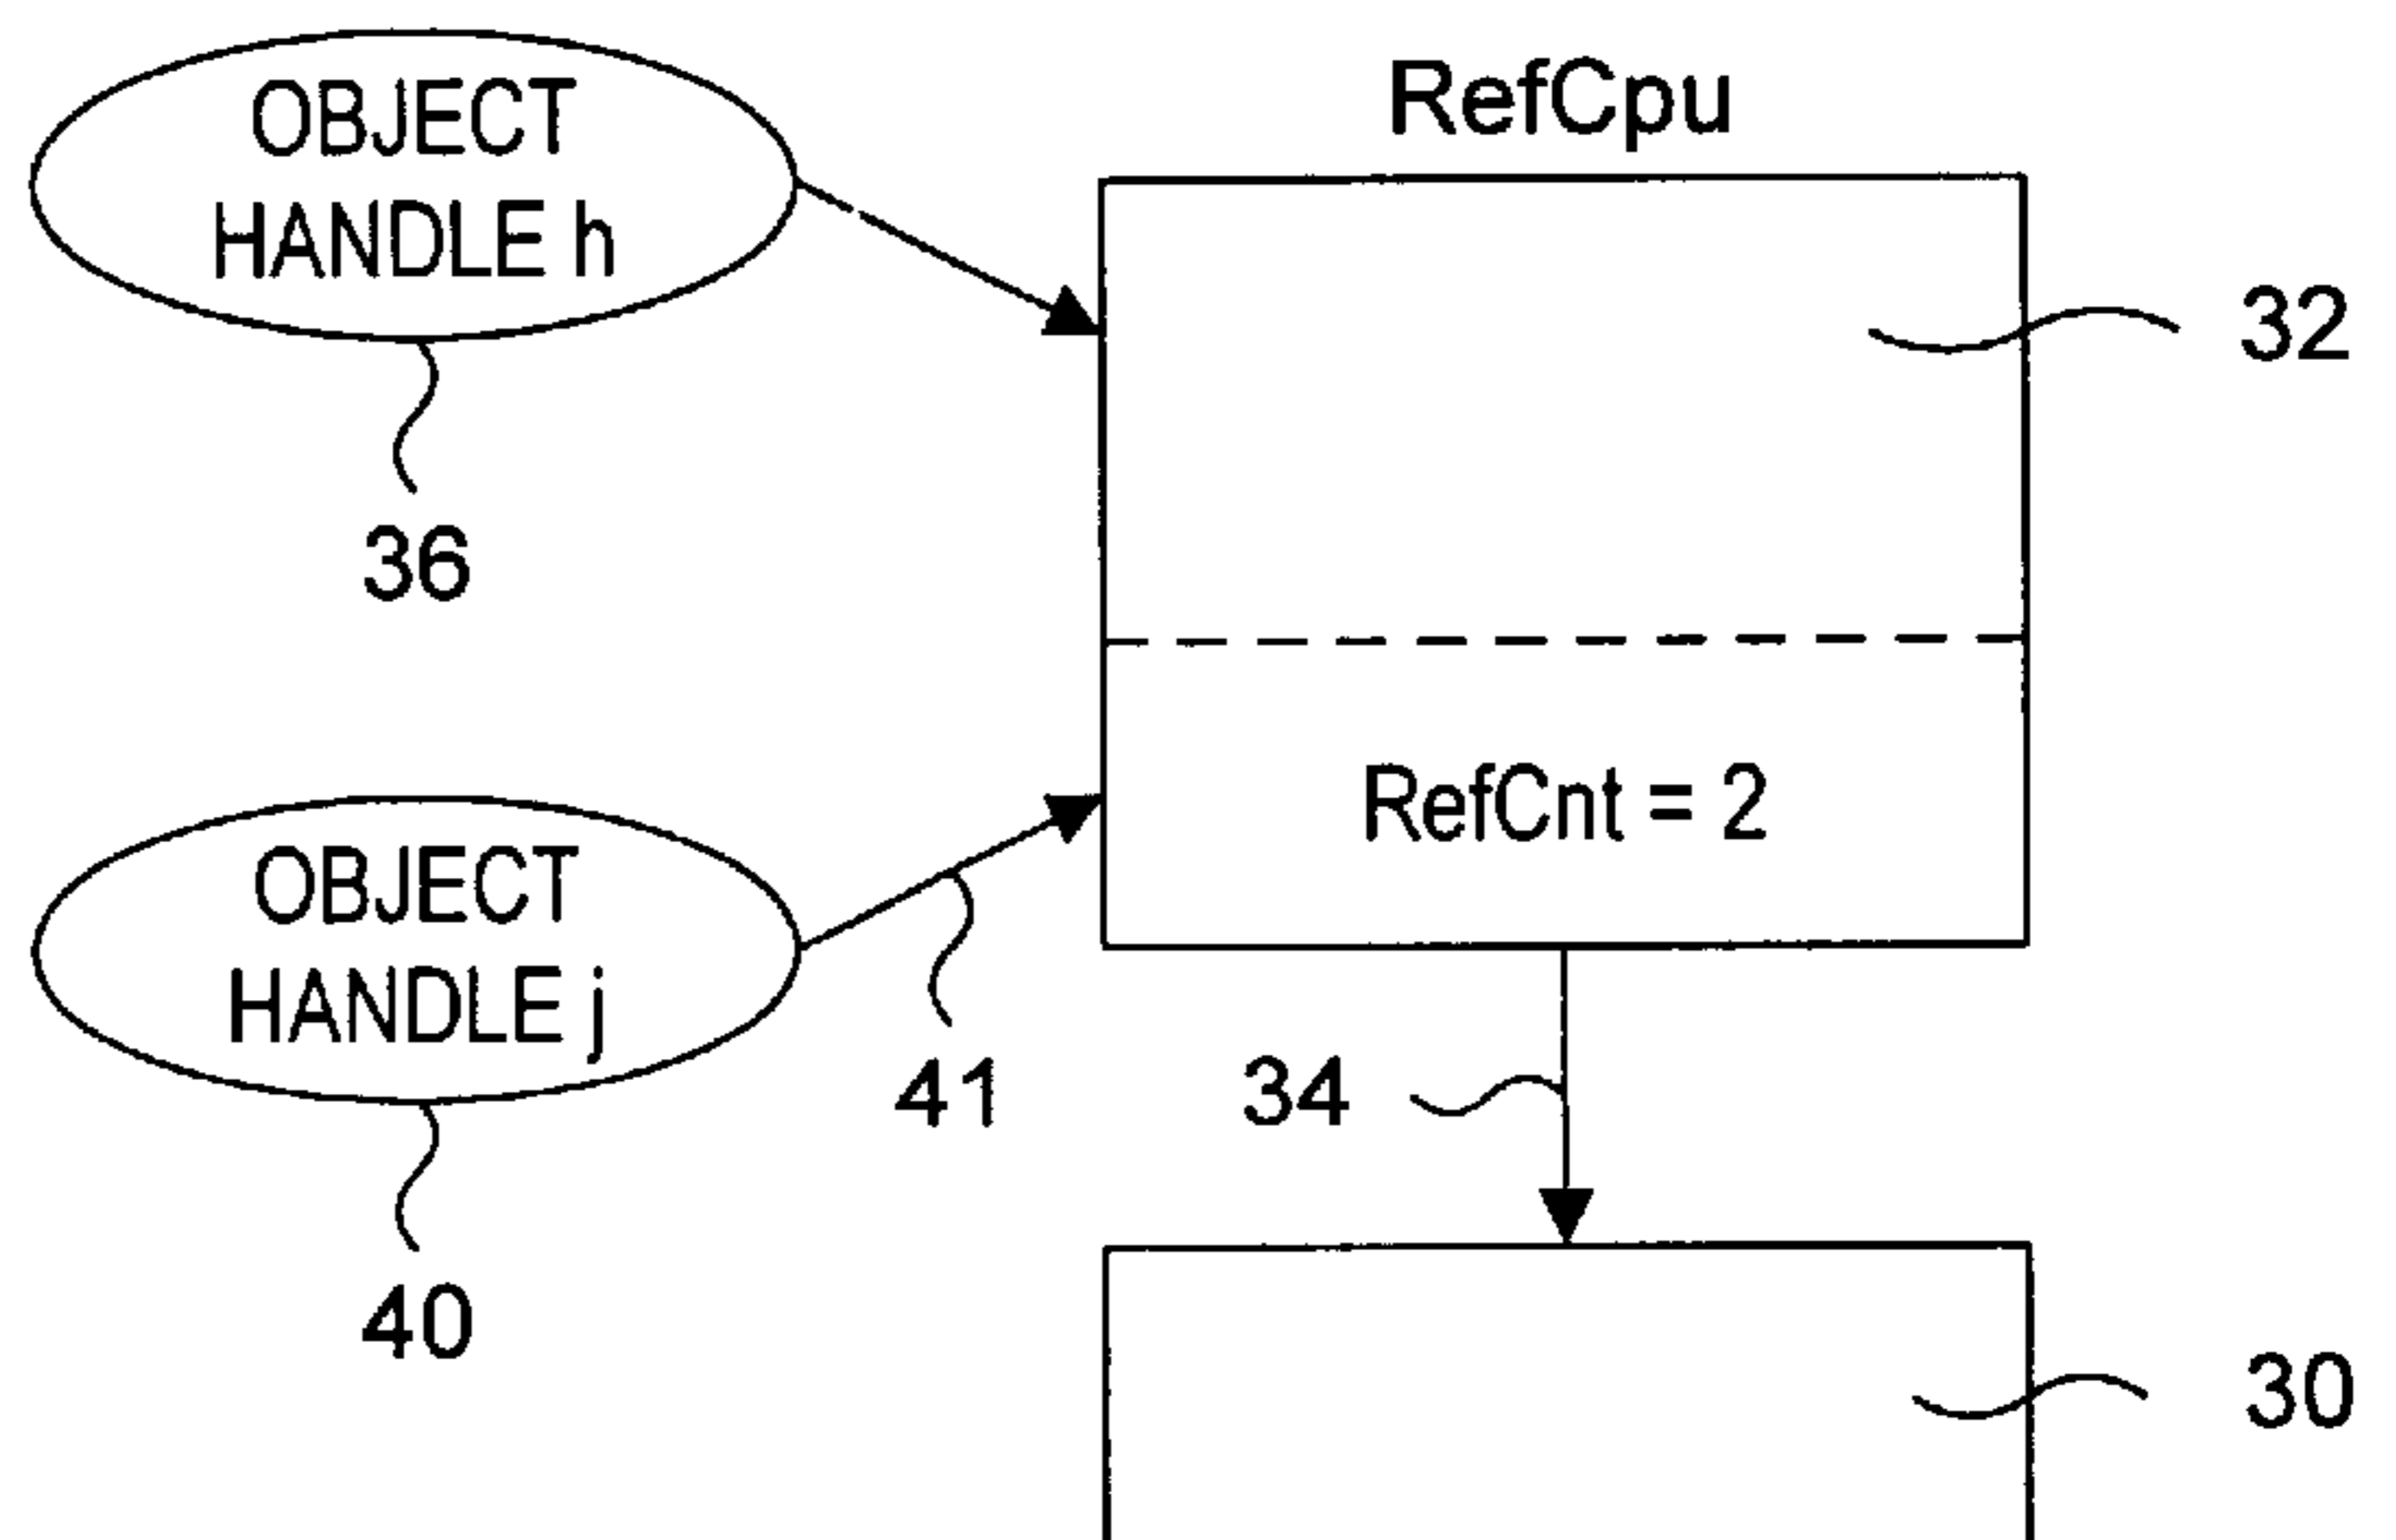 OBJECT
HANDLE h
36
RefCpu
32
RefCnt = 2
OBJECT
HANDLE j
41
34
40
30